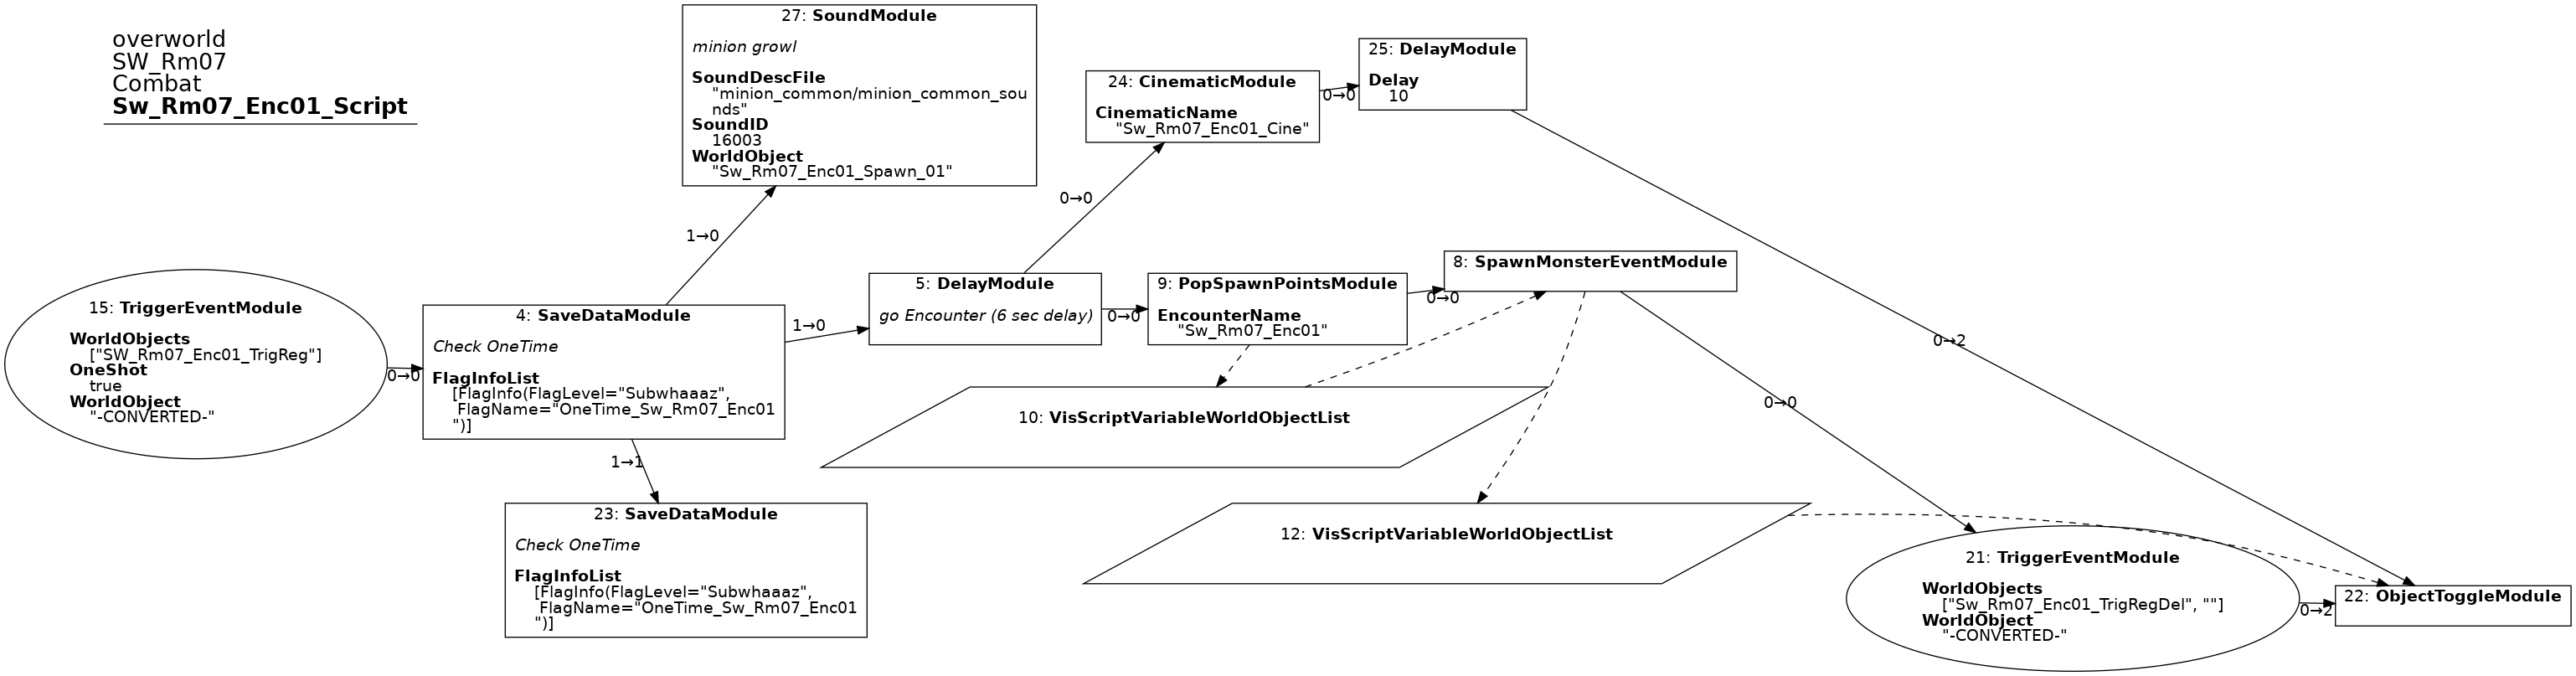 overworld
SW_Rm07
Combat
Sw_Rm07_Enc01_Script
27: SoundModule
minion growl
SoundDescFile
"minion_common/minion_common_sou
nds"
SoundID
16003
WorldObject
"Sw_Rm07_Enc01_Spawn_01"
24: CinematicModule
CinematicName
"Sw_Rm07_Enc01_Cine"
0→0
25: DelayModule
Delay
10
0→0
1→0
0→2
15: TriggerEventModule
WorldObjects
["SW_Rm07_Enc01_TrigReg"]
OneShot
true
WorldObject
"-CONVERTED-"
0→0
4: SaveDataModule
Check OneTime
FlagInfoList
[FlagInfo(FlagLevel="Subwhaaaz",
FlagName="OneTime_Sw_Rm07_Enc01
")]
1→0
5: DelayModule
go Encounter (6 sec delay)
0→0
9: PopSpawnPointsModule
EncounterName
"Sw_Rm07_Enc01"
0→0
8: SpawnMonsterEventModule
0→0
10: VisScriptVariableWorldObjectList
1→1
23: SaveDataModule
Check OneTime
FlagInfoList
[FlagInfo(FlagLevel="Subwhaaaz",
FlagName="OneTime_Sw_Rm07_Enc01
")]
12: VisScriptVariableWorldObjectList
21: TriggerEventModule
WorldObjects
["Sw_Rm07_Enc01_TrigRegDel", ""]
WorldObject
"-CONVERTED-"
0→2
22: ObjectToggleModule